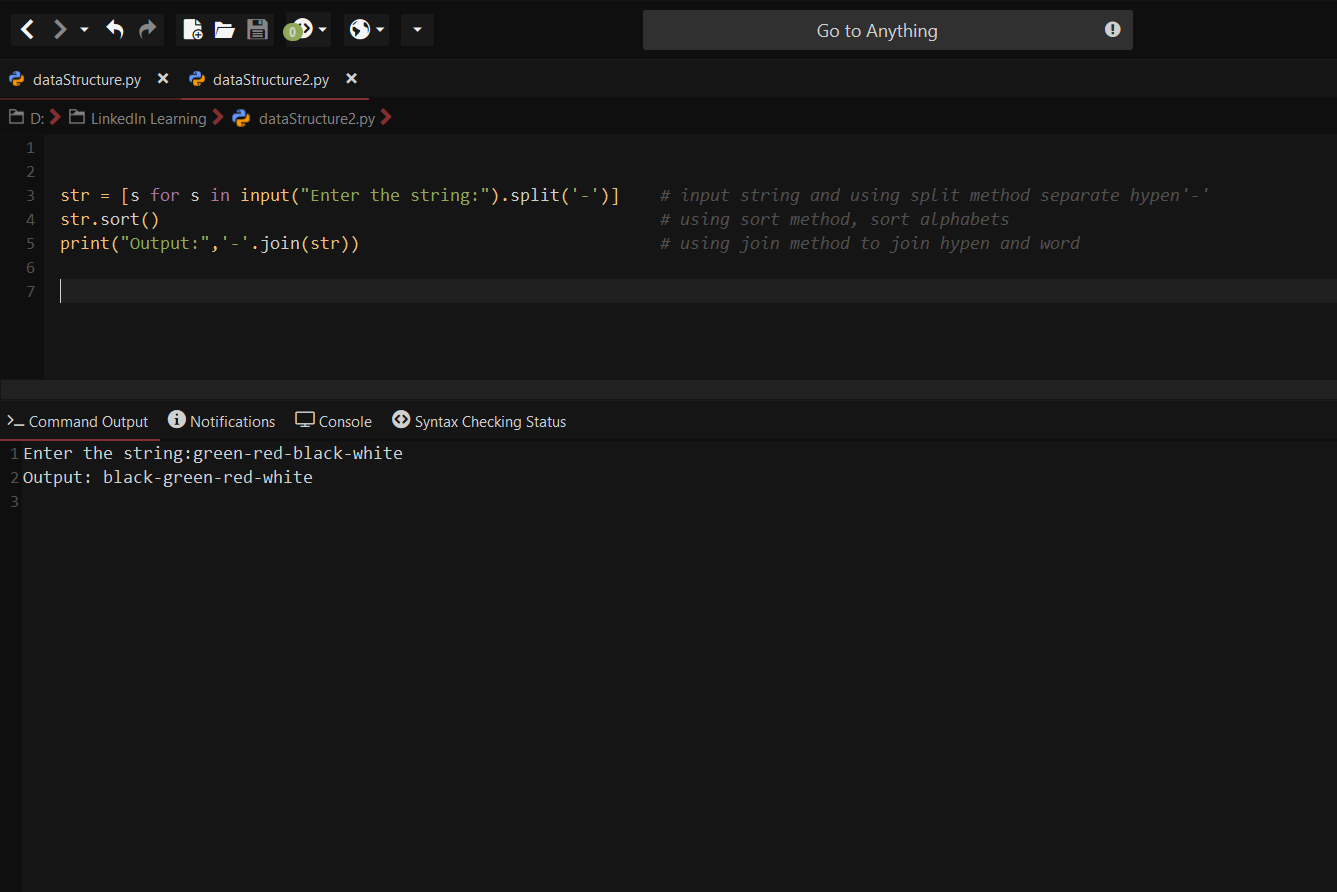 0
Go to Anything
dataStructure.py dataStructure2.py
D: LinkedIn Learning dataStructure2.py
1
2
3 str = [s for s in input("Enter the string:").split('-')] # input string and using split method separate hypen'-'
4 str.sort() # using sort method, sort alphabets
5 print("Output:",'-'.join(str)) # using join method to join hypen and word
6
7
Command Output Notifications Console Syntax Checking Status
1 Enter the string:green-red-black-white
2 Output: black-green-red-white
3